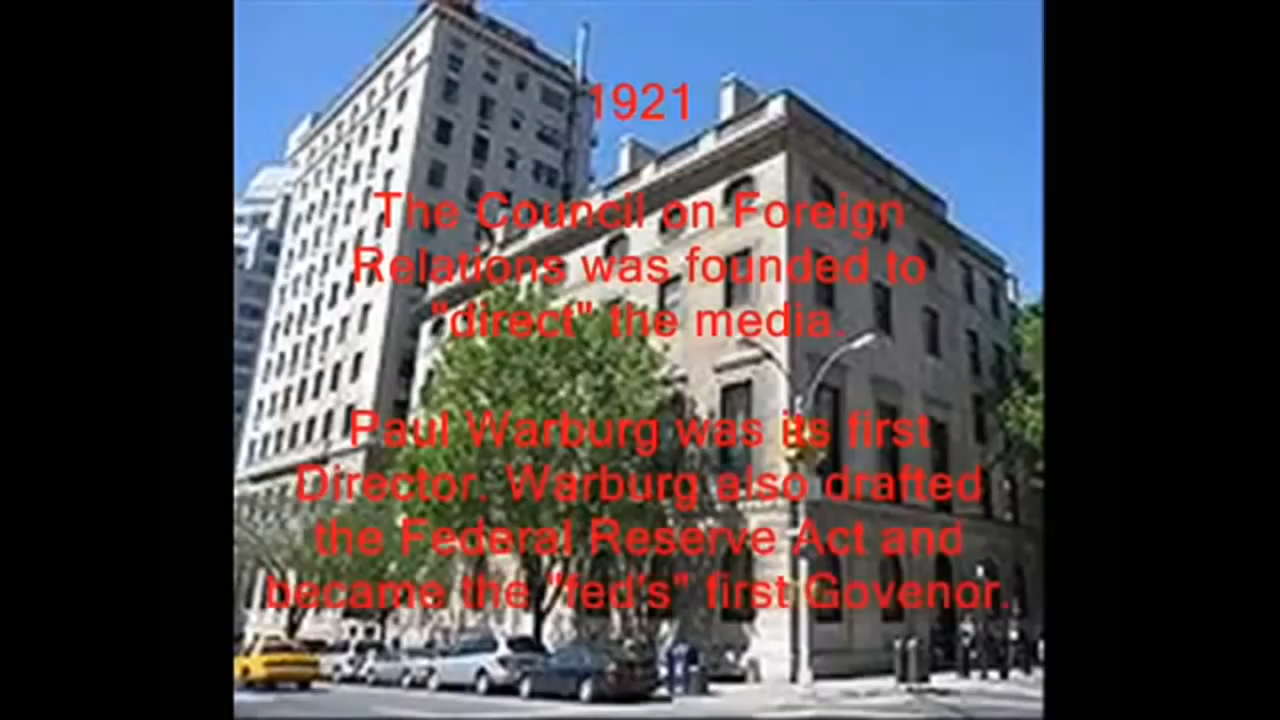 1921
The Council on Foreign
Relations was founded to
"direct" the media.
Paul Warburg was its first
Director. Warburg also drafted
the Federal Reserve Act and
became the "fed's" first Govenor.